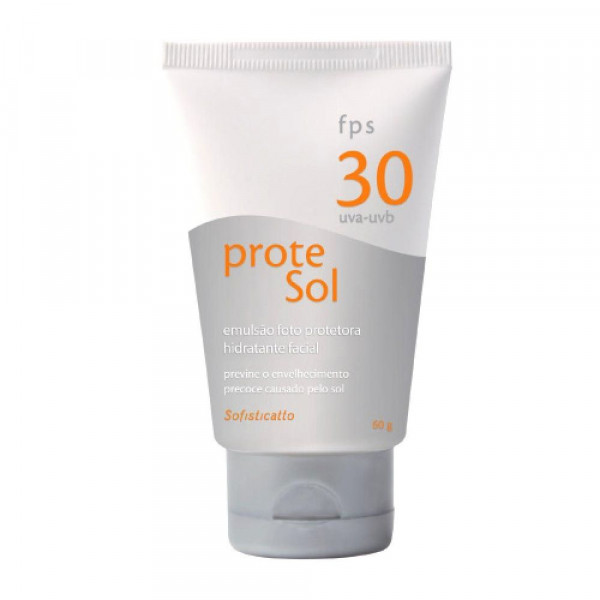 fps
30
uva-uvb
prote
Sol
emulsão foto protetora
hidratante facial
previne o envelhecimento
precoce causado pelo sol
Sofisticatto
60 g